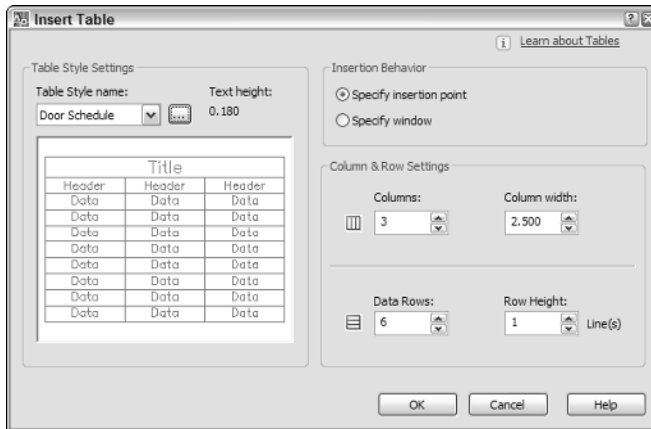 Insert Table
Learn about Tables
Table Style Settings
Table Style name:
Text height:
Door Schedule
...
0.180
Title
Header Header Header
Data Data Data
Data Data Data
Data Data Data
Data Data Data
Data Data Data
Data Data Data
Data Data Data
Data Data Data
Insertion Behavior
Specify insertion point
Specify window
Column & Row Settings
Columns:
Column width:
3
2.500
Data Rows:
Row Height:
6
1
Line(s)
OK
Cancel
Help